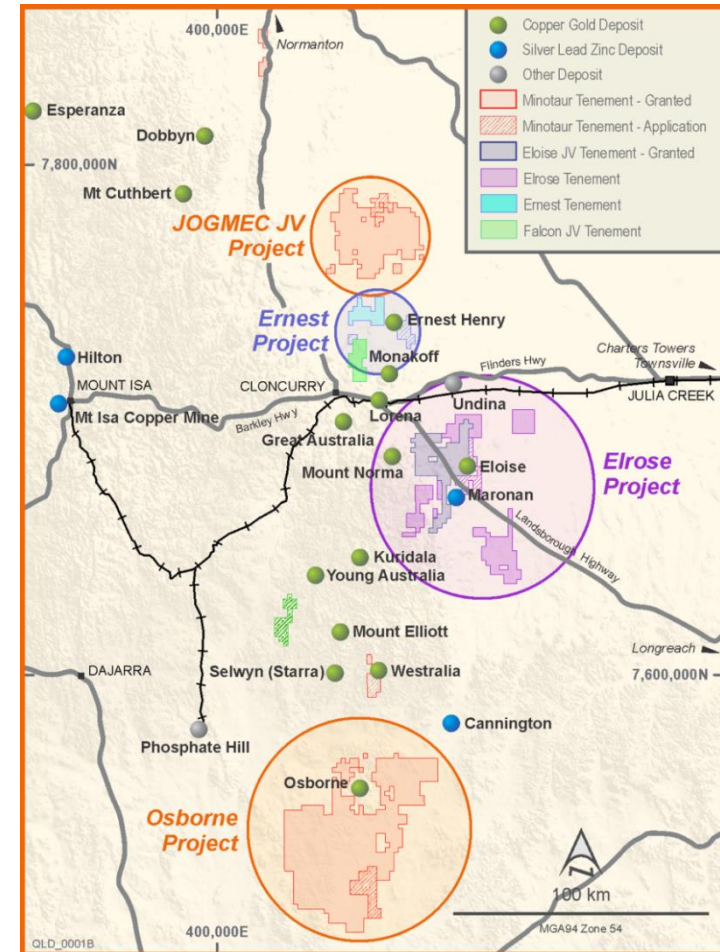 400,000E
Normanton
Copper Gold Deposit
Silver Lead Zinc Deposit
Other Deposit
Minotaur Tenement - Granted
Minotaur Tenement - Application
Eloise JV Tenement - Granted
Elrose Tenement
Ernest Tenement
Falcon JV Tenement
Esperanza
Dobbyn
7,800,000N
Mt Cuthbert
JOGMEC JV
Project
Ernest
Project
Ernest Henry
Monakoff
Hilton
MOUNT ISA
CLONCURRY
Flinders Hwy
Charters Towers
Townsville
JULIA CREEK
Mt Isa Copper Mine
Barkley Hwy
Lorena
Undina
Great Australia
Mount Norma
Eloise
Maronan
Elrose
Project
Landsborough Highway
Kuridala
Young Australia
Mount Elliott
Longreach
DAJARRA
Selwyn (Starra)
Westralia
7,600,000N
Phosphate Hill
Cannington
Osborne
Osborne
Project
N
100 km
MGA94 Zone 54
QLD_0001B
400,000E